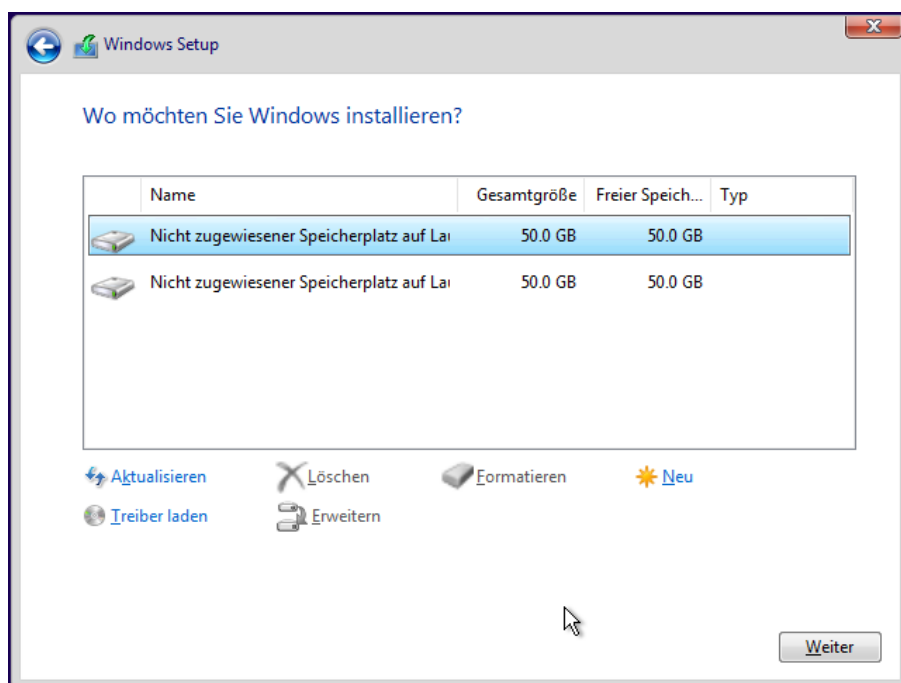 Windows Setup
Wo möchten Sie Windows installieren?
Name Gesamtgröße Freier Speich... Typ
Nicht zugewiesener Speicherplatz auf Lau 50.0 GB 50.0 GB
Nicht zugewiesener Speicherplatz auf Lau 50.0 GB 50.0 GB
Aktualisieren Löschen Formatieren Neu
Treiber laden Erweitern
Weiter